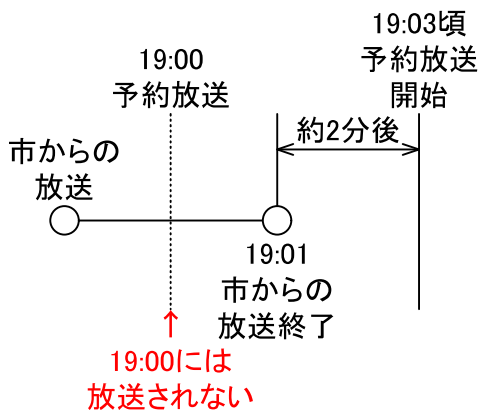 19:03頃
予約放送
開始
19:00
予約放送
約2分後
市からの
放送
19:01
市からの
放送終了
↑
19:00には
放送されない